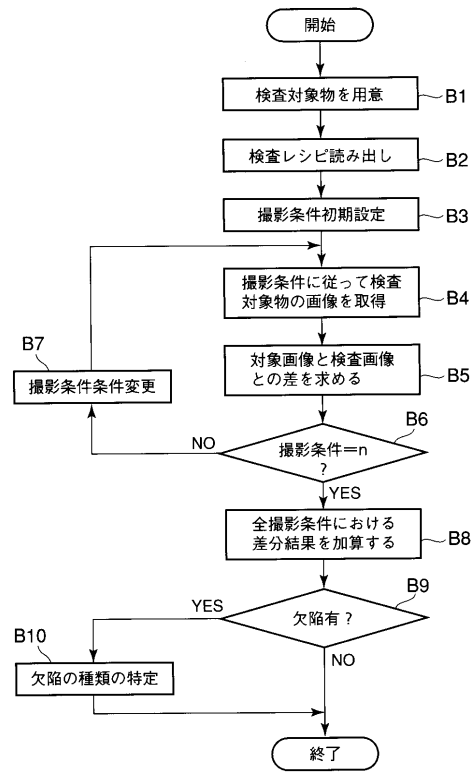 開始
検査対象物を用意
B1
検査レシピ読み出し
B2
撮影条件初期設定
B3
撮影条件に従って検査
対象物の画像を取得
B4
B7
撮影条件条件変更
対象画像と検査画像
との差を求める
B5
B6
撮影条件=n
?
NO
YES
全撮影条件における
差分結果を加算する
B8
B9
欠陥有?
YES
NO
B10
欠陥の種類の特定
終了